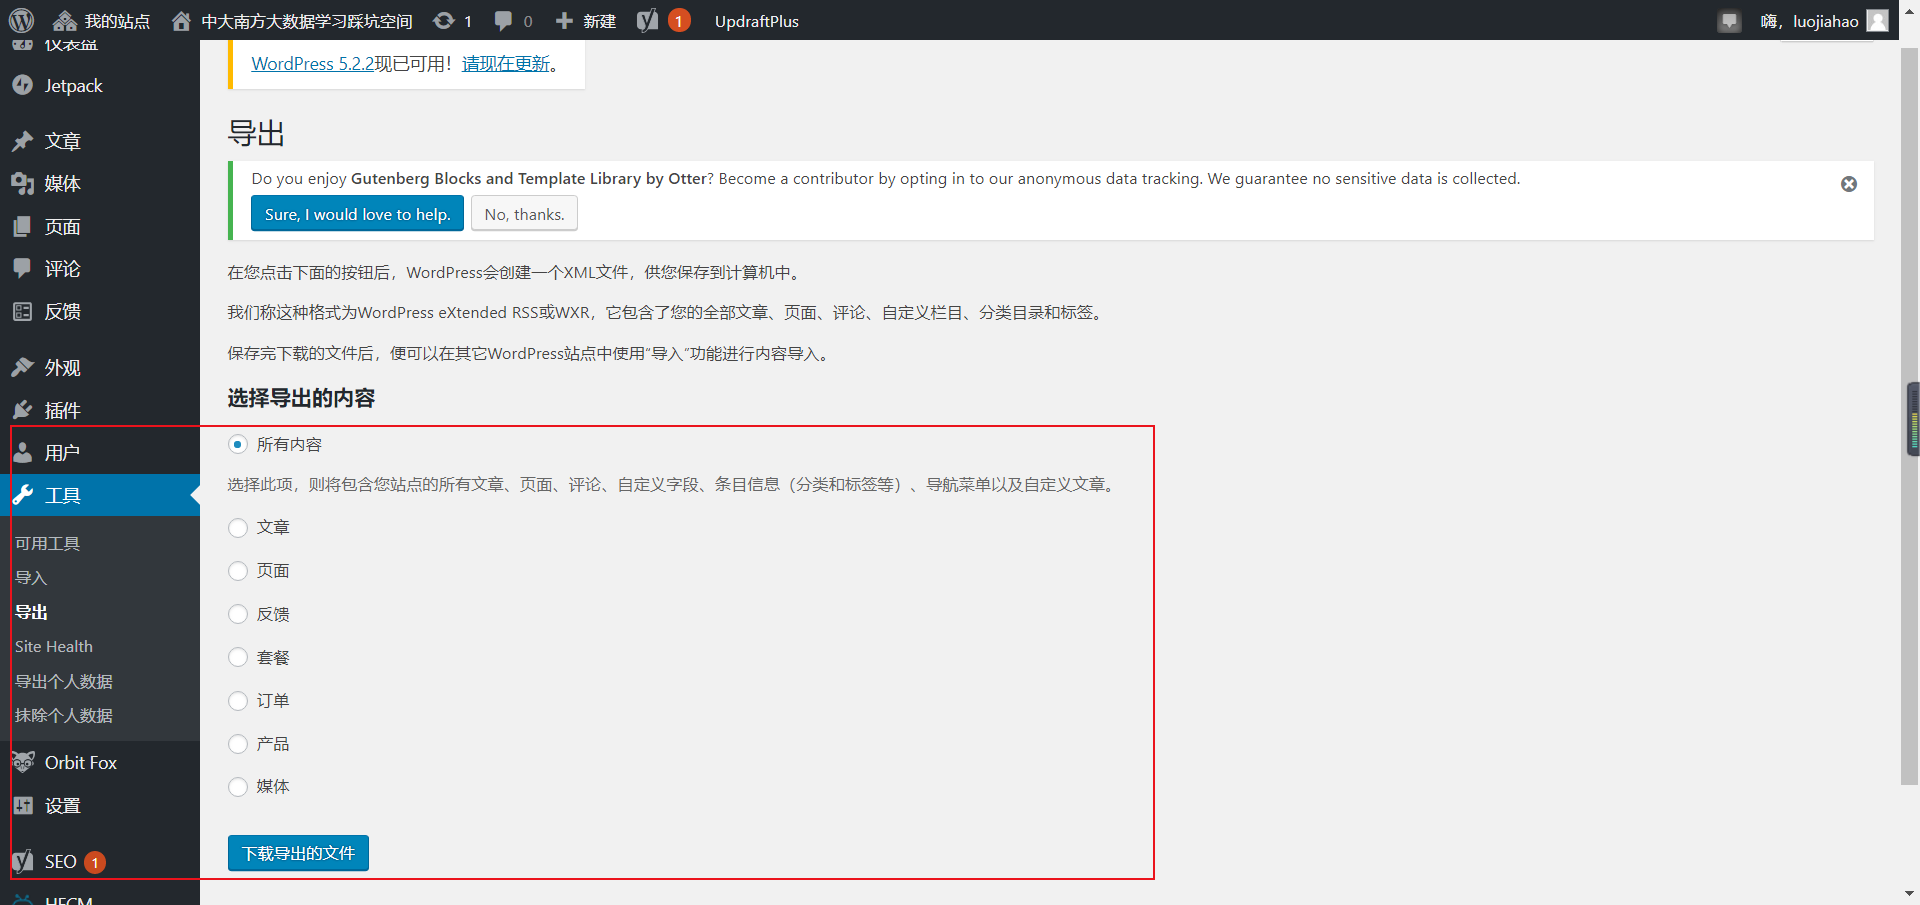 我的站点
中大南方大数据学习踩坑空间
1
0
新建
1
UpdraftPlus
嗨，luojiahao
仪表盘
Jetpack
文章
媒体
页面
评论
反馈
外观
插件
用户
工具
可用工具
导入
导出
Site Health
导出个人数据
抹除个人数据
Orbit Fox
设置
SEO 1
WordPress 5.2.2现已可用！请现在更新。
导出
Do you enjoy Gutenberg Blocks and Template Library by Otter? Become a contributor by opting in to our anonymous data tracking. We guarantee no sensitive data is collected.
Sure, I would love to help.
No, thanks.
在您点击下面的按钮后，WordPress会创建一个XML文件，供您保存到计算机中。
我们称这种格式为WordPress eXtended RSS或WXR，它包含了您的全部文章、页面、评论、自定义栏目、分类目录和标签。
保存完下载的文件后，便可以在其它WordPress站点中使用“导入”功能进行内容导入。
选择导出的内容
所有内容
选择此项，则将包含您站点的所有文章、页面、评论、自定义字段、条目信息（分类和标签等）、导航菜单以及自定义文章。
文章
页面
反馈
套餐
订单
产品
媒体
下载导出的文件